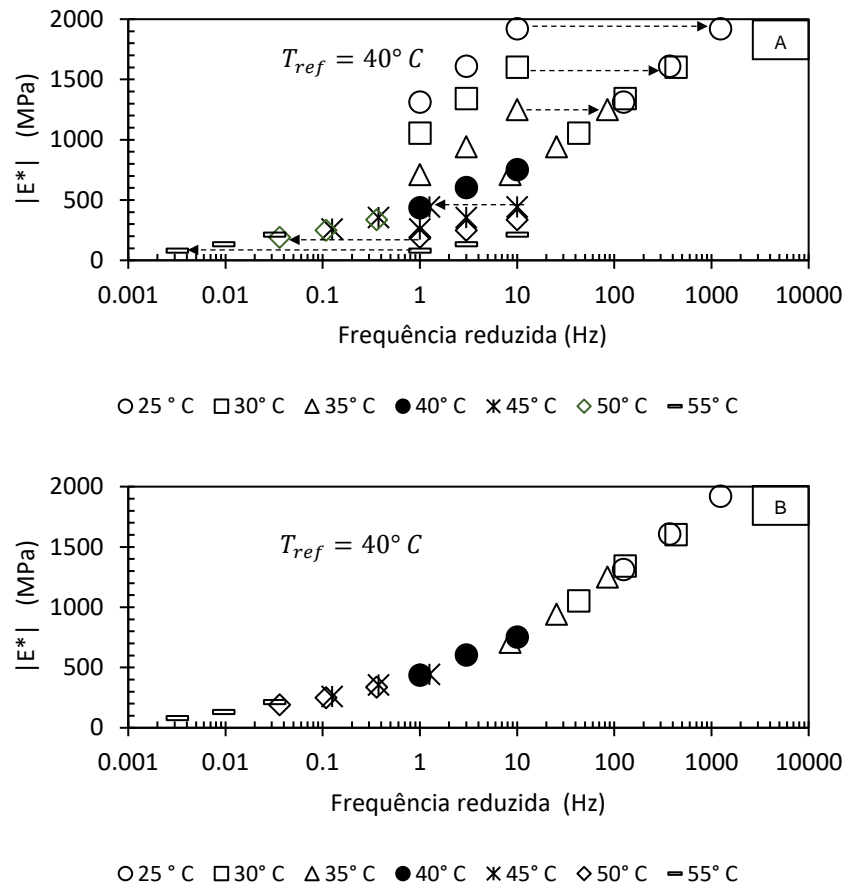 2000
A
T_ref = 40° C
1500
1000
500
0
|E*| (MPa)
0.001 0.01 0.1 1 10 100 1000 10000
Frequência reduzida (Hz)
25 ° C 30° C 35° C 40° C 45° C 50° C 55° C
2000
B
T_ref = 40° C
1500
1000
500
0
|E*| (MPa)
0.001 0.01 0.1 1 10 100 1000 10000
Frequência reduzida (Hz)
25 ° C 30° C 35° C 40° C 45° C 50° C 55° C